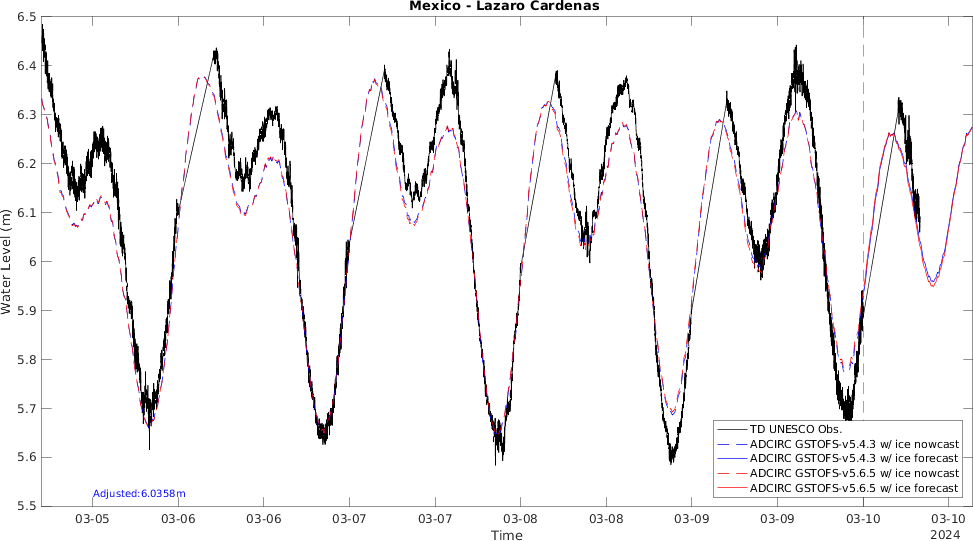 Mexico - Lazaro Cardenas
6.5
6.4
6.3
6.2
6.1
6
5.9
5.8
5.7
5.6
5.5
Water Level (m)
TD UNESCO Obs.
ADCIRC GSTOFS-v5.4.3 w/ ice nowcast
ADCIRC GSTOFS-v5.4.3 w/ ice forecast
ADCIRC GSTOFS-v5.6.5 w/ ice nowcast
ADCIRC GSTOFS-v5.6.5 w/ ice forecast
Adjusted:6.0358m
03-05 03-06 03-06 03-07 03-07 03-08 03-08 03-09 03-09 03-10 03-10
2024
Time